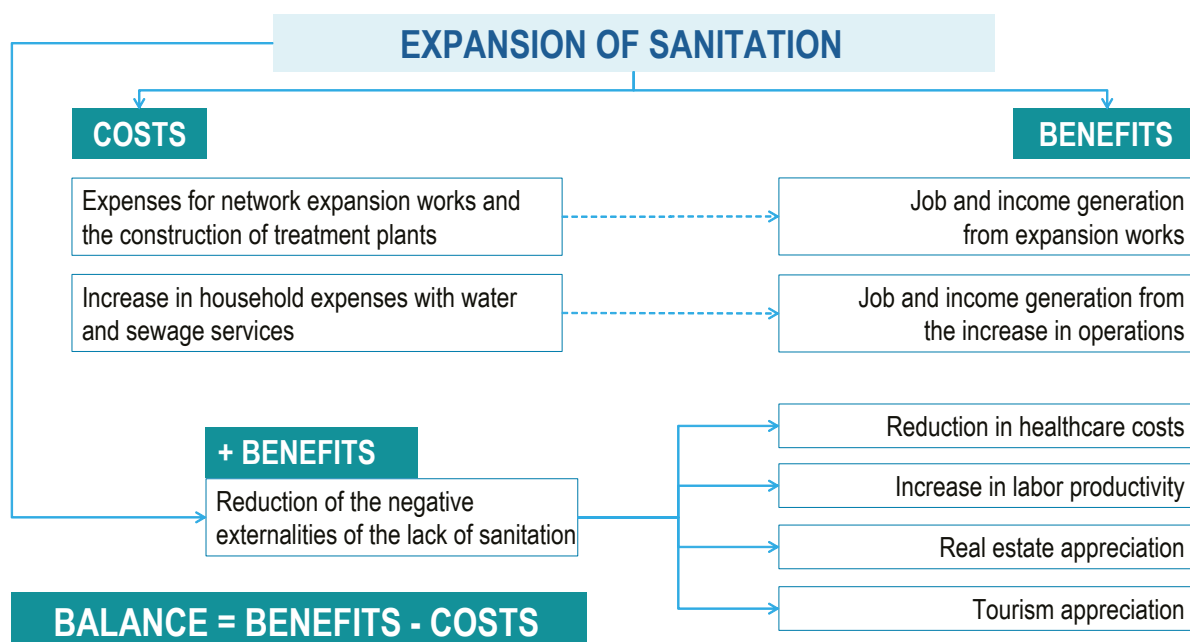 EXPANSION OF SANITATION
COSTS
BENEFITS
Expenses for network expansion works and
the construction of treatment plants
Job and income generation
from expansion works
Increase in household expenses with water
and sewage services
Job and income generation from
the increase in operations
+ BENEFITS
Reduction of the negative
externalities of the lack of sanitation
Reduction in healthcare costs
Increase in labor productivity
Real estate appreciation
Tourism appreciation
BALANCE = BENEFITS - COSTS